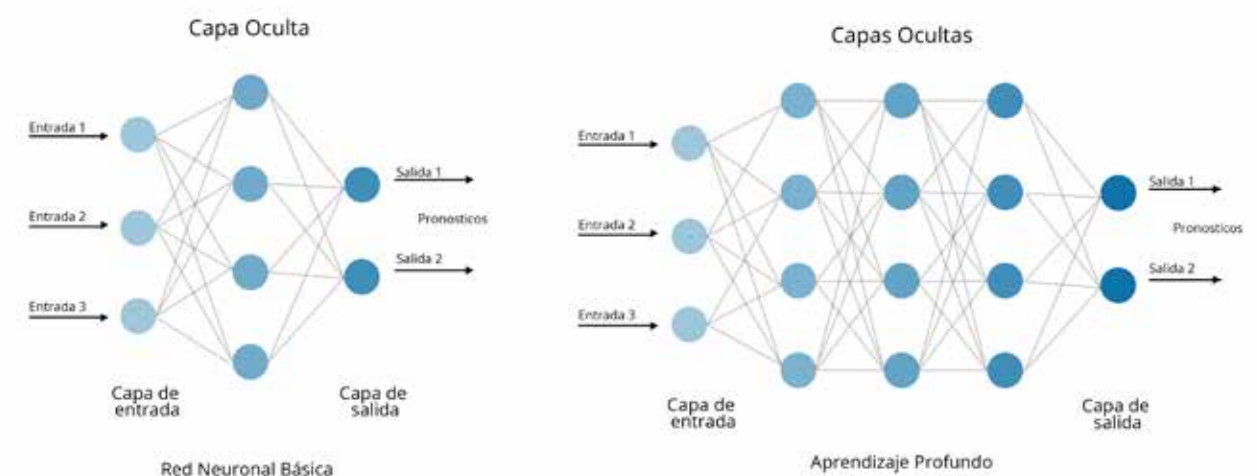 Capa Oculta
Entrada 1
Entrada 2
Entrada 3
Salida 1
Pronosticos
Salida 2
Capa de
entrada
Capa de
salida
Red Neuronal Básica
Capas Ocultas
Entrada 1
Entrada 2
Entrada 3
Salida 1
Pronosticos
Salida 2
Capa de
entrada
Capa de
salida
Aprendizaje Profundo